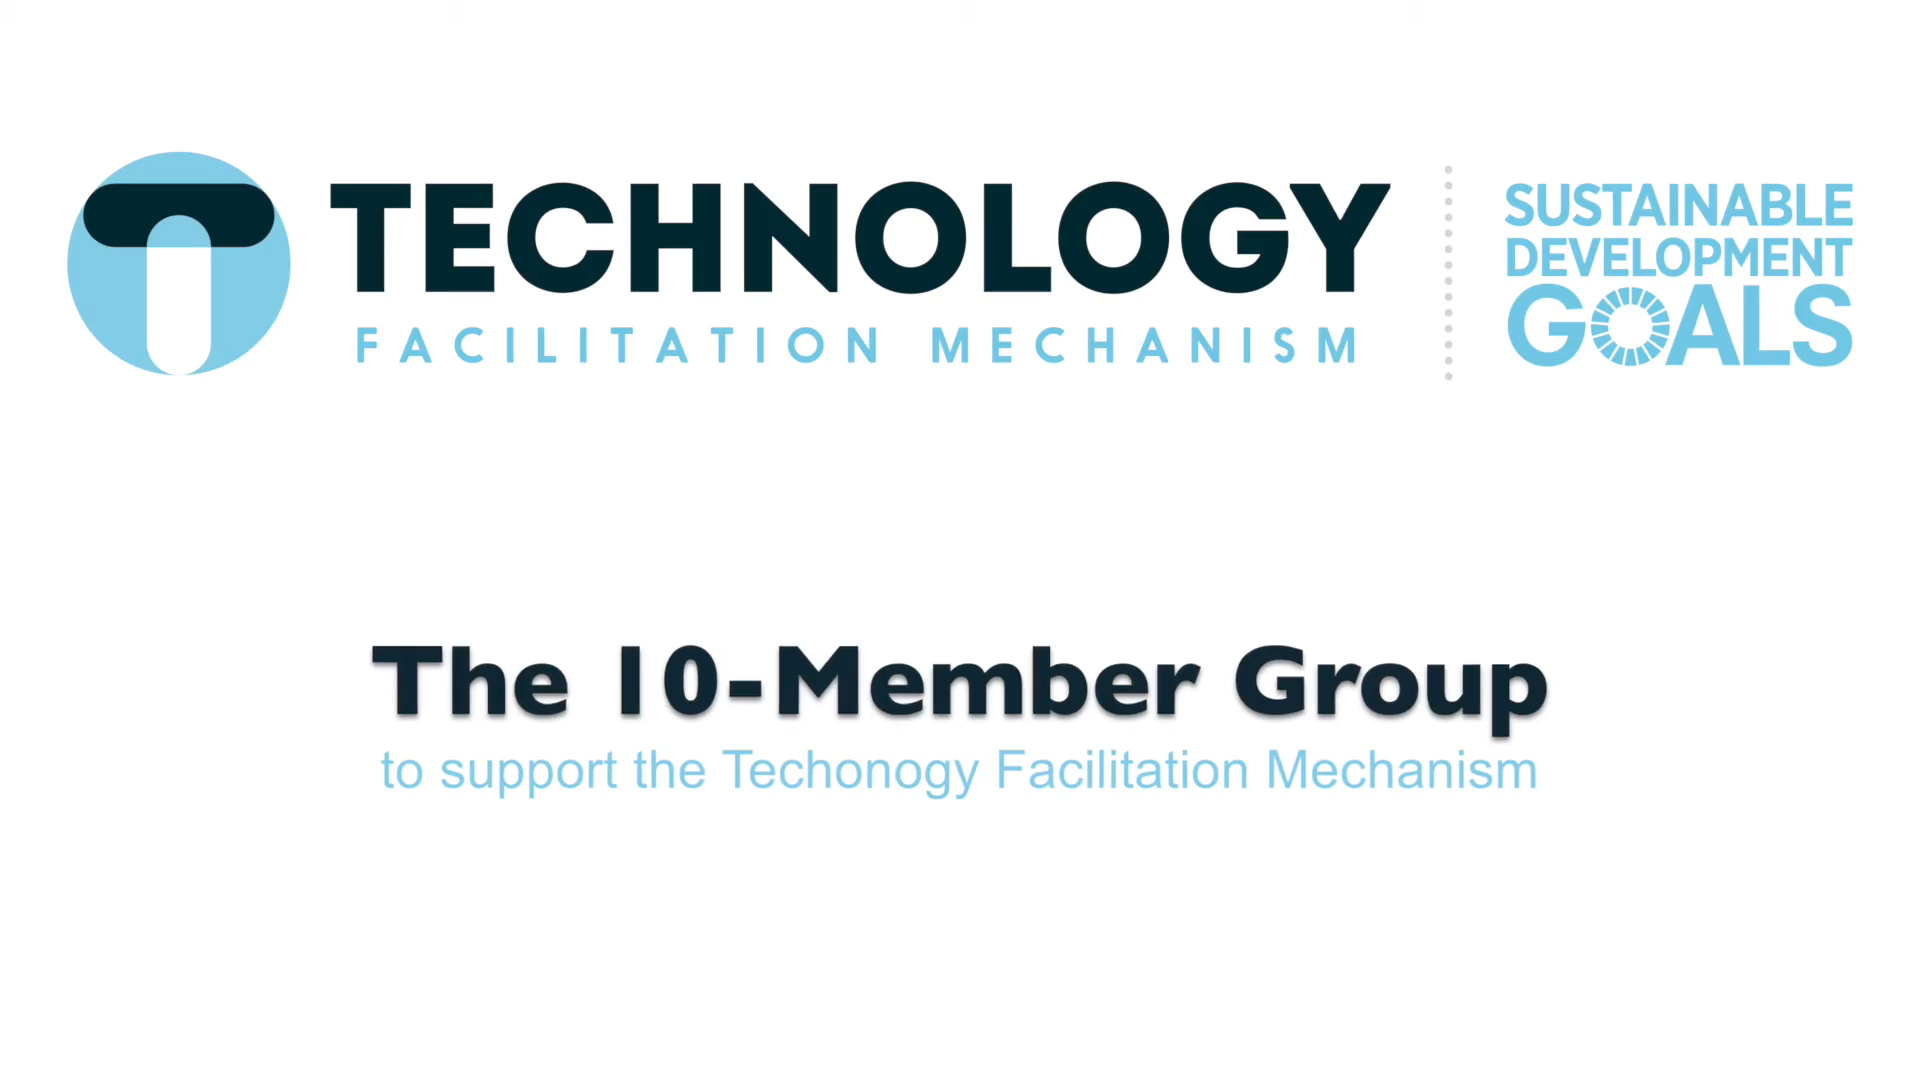 TECHNOLOGY
FACILITATION MECHANISM
SUSTAINABLE
DEVELOPMENT
GOALS
The 10-Member Group
to support the Techonogy Facilitation Mechanism